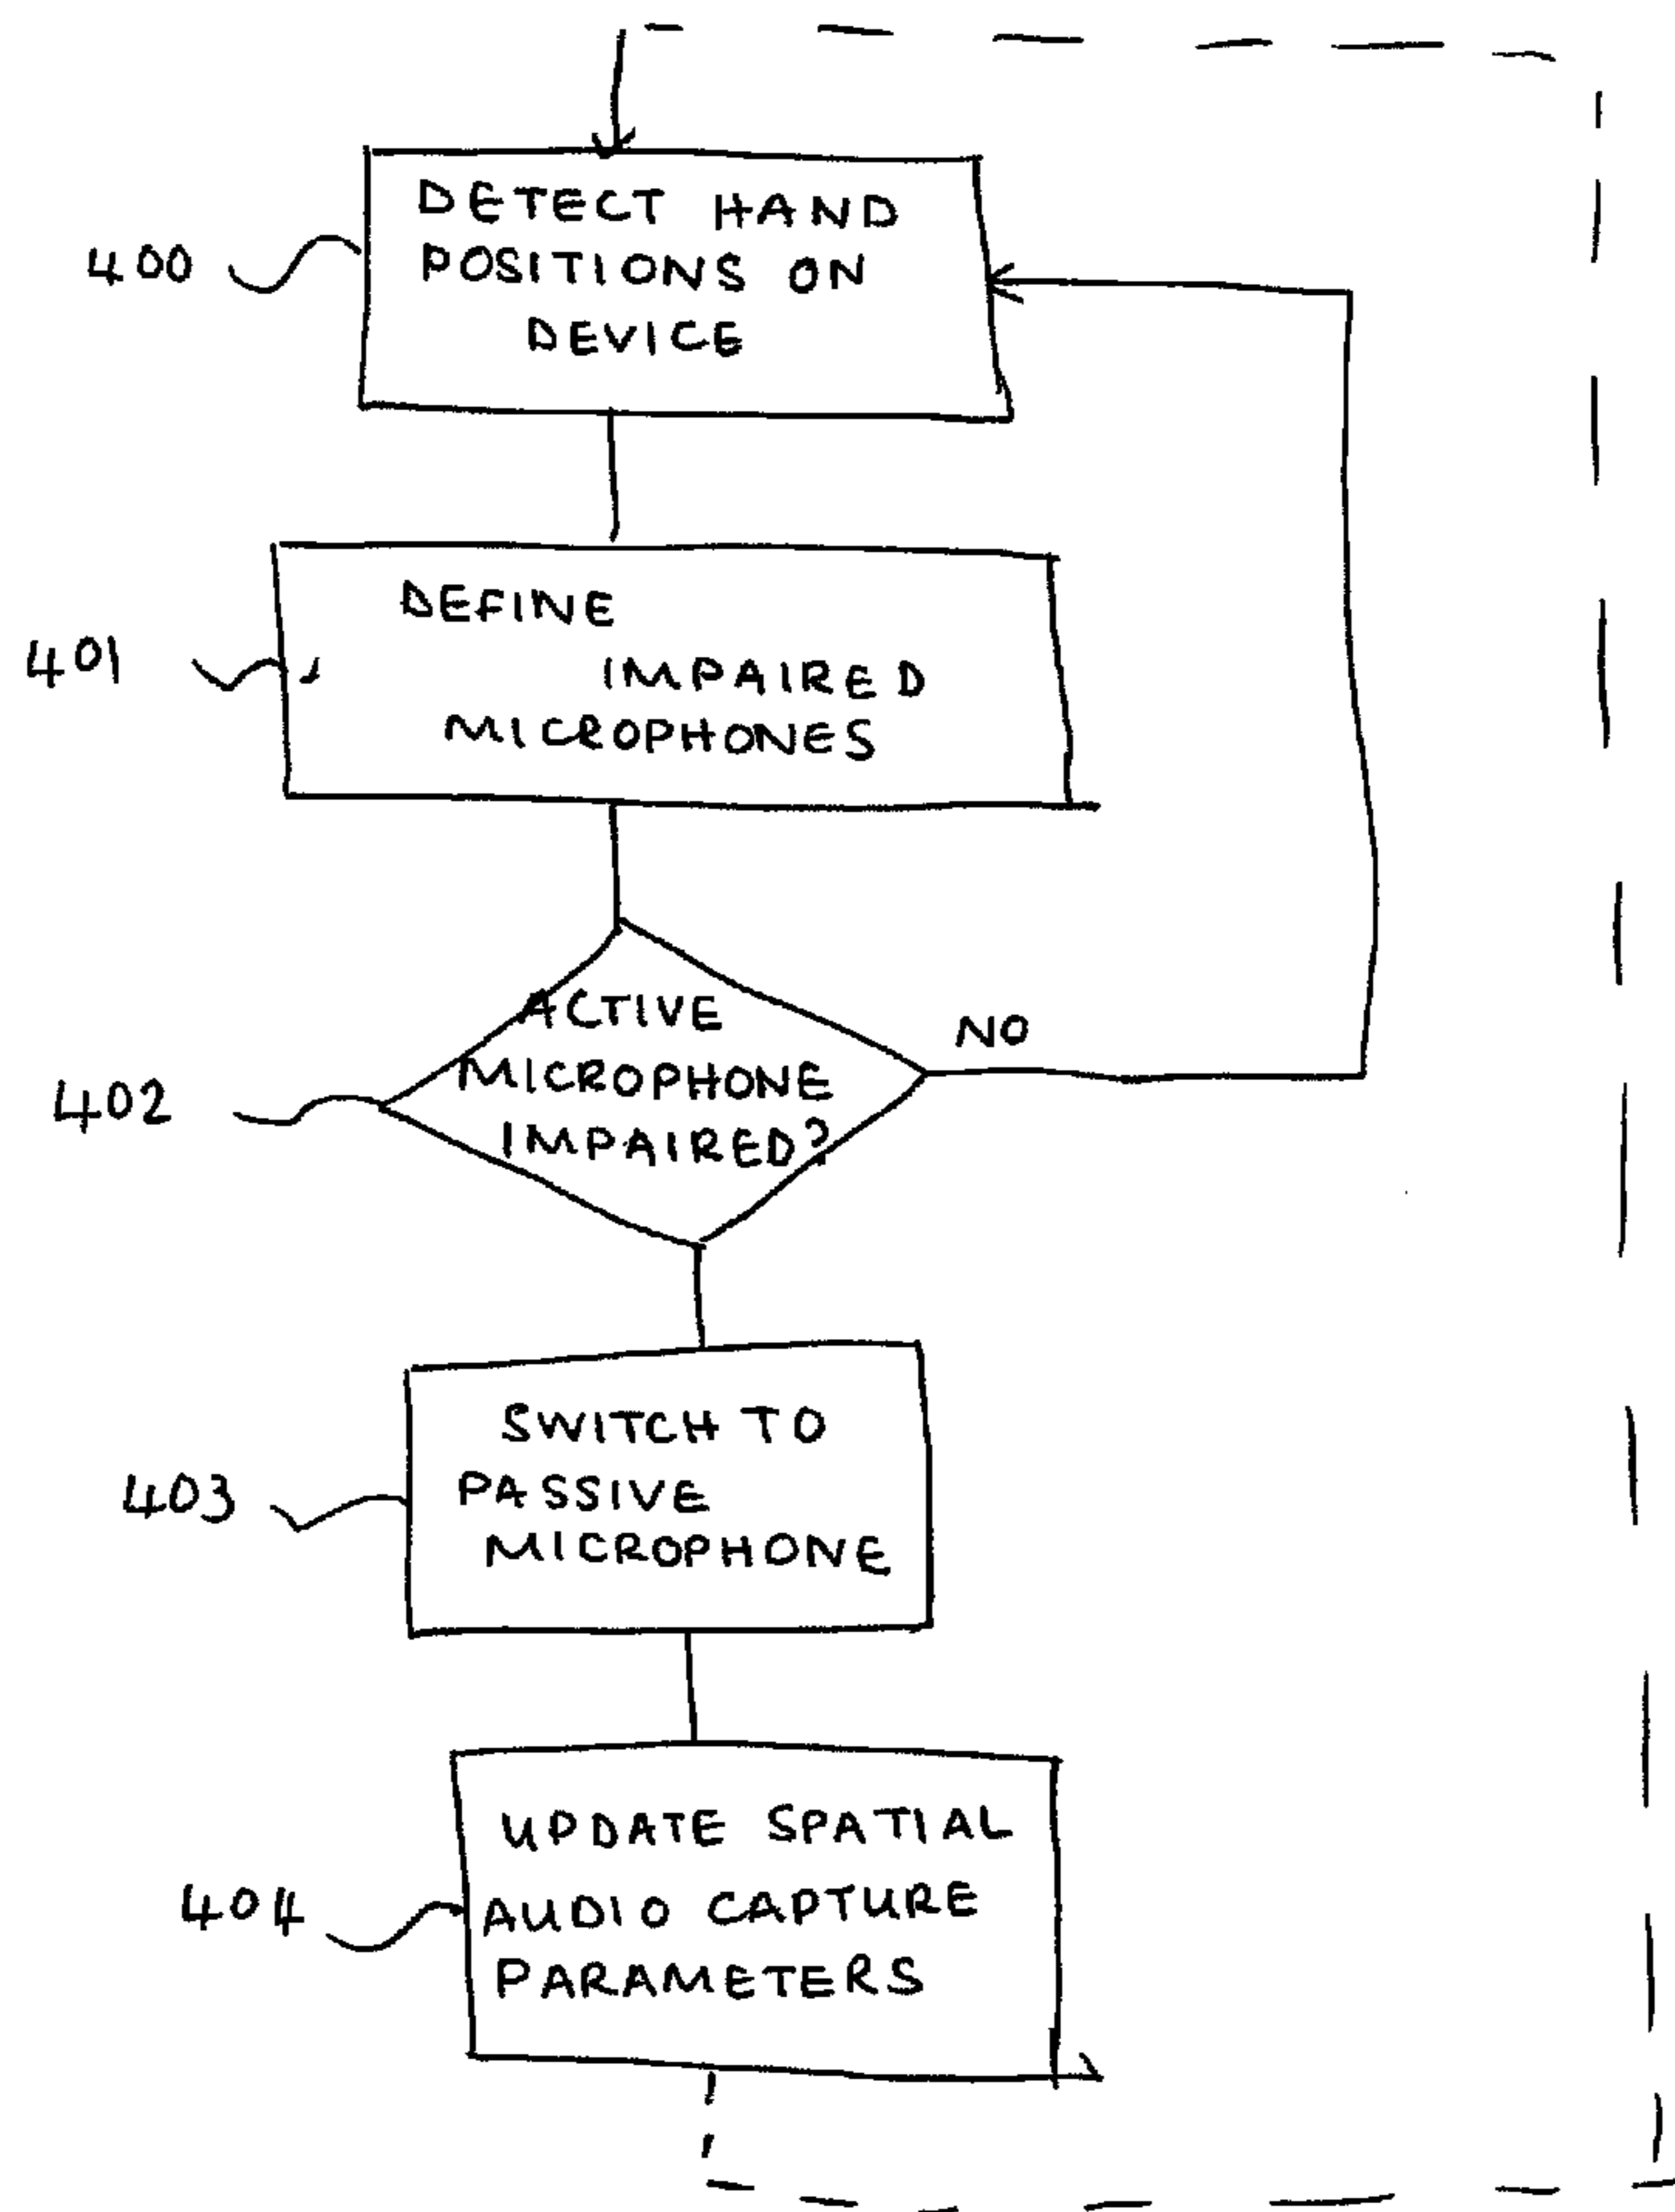 DETECT HAND
400
POSITIONS ON
DEVICE
DEFINE
401
IMPAIRED
MICROPHONES
ACTIVE
NO
MICROPHONE
402
IMPAIRED?
SWITCH TO
403
PASSIVE
MICROPHONE
UPDATE SPATIAL
404
AUDIO CAPTURE
PARAMETERS